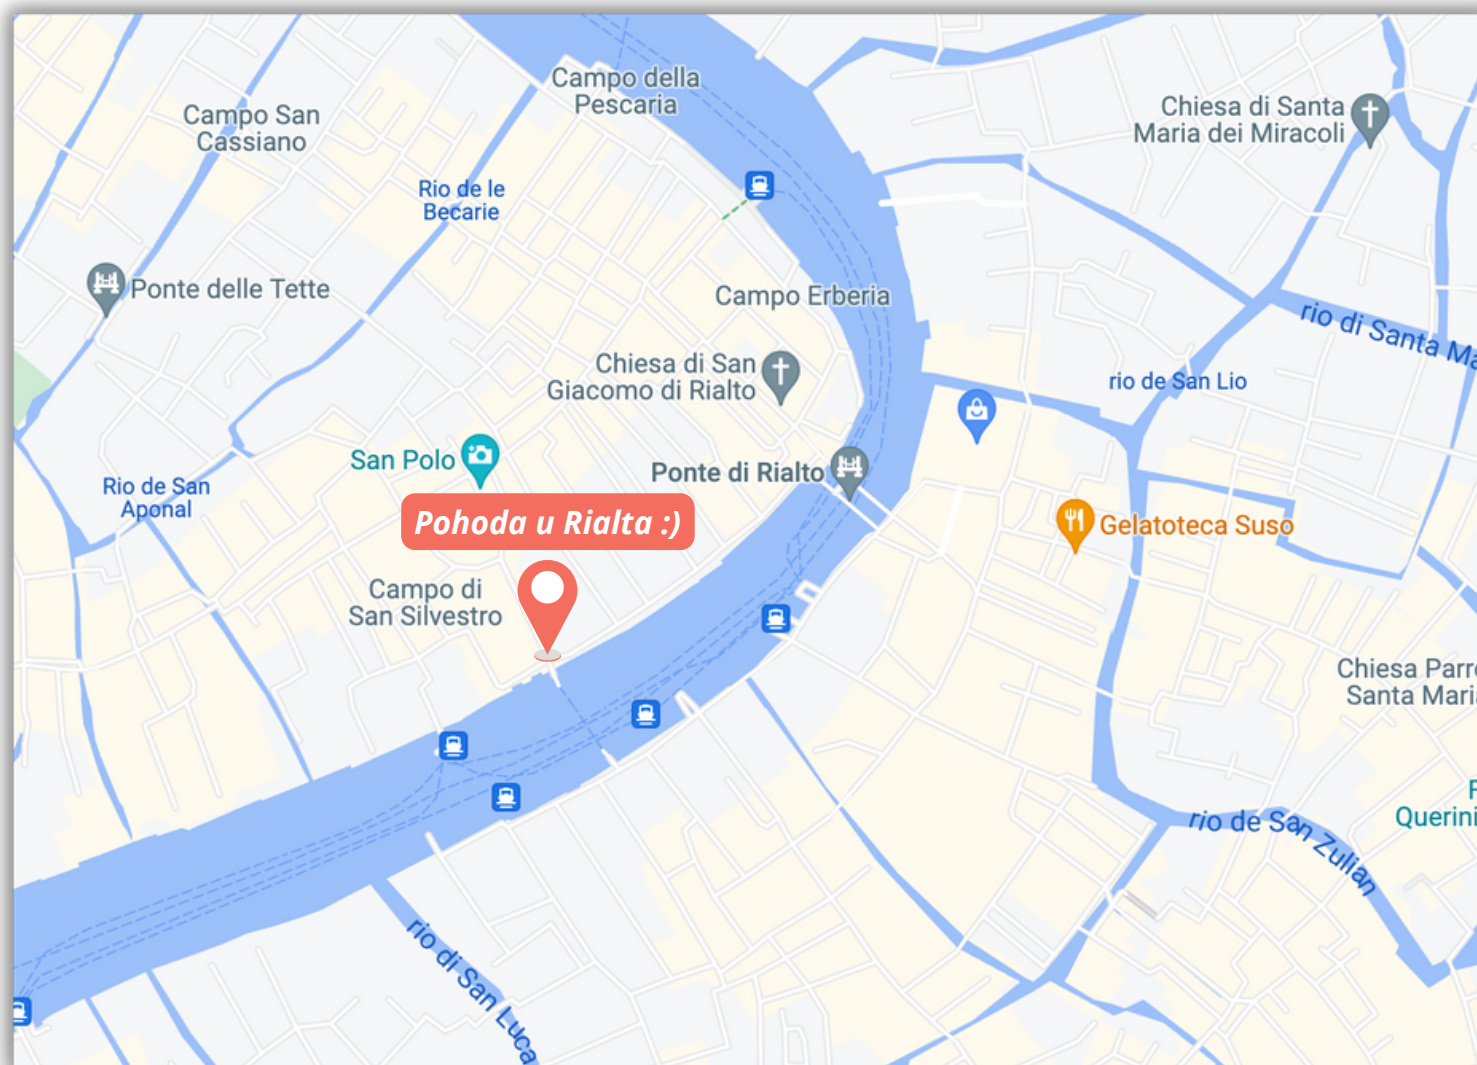 Campo della
Pescaria
Campo San
Cassiano
Chiesa di Santa
Maria dei Miracoli
Rio de le
Becarie
Ponte delle Tette
Campo Erberia
rio di Santa Ma
Chiesa di San
Giacomo di Rialto
rio de San Lio
San Polo
Ponte di Rialto
Rio de San
Aponal
Pohoda u Rialta :)
Gelatoteca Suso
Campo di
San Silvestro
Chiesa Parro
Santa Maria
F
Querini
rio de San Zulian
rio di San Luca